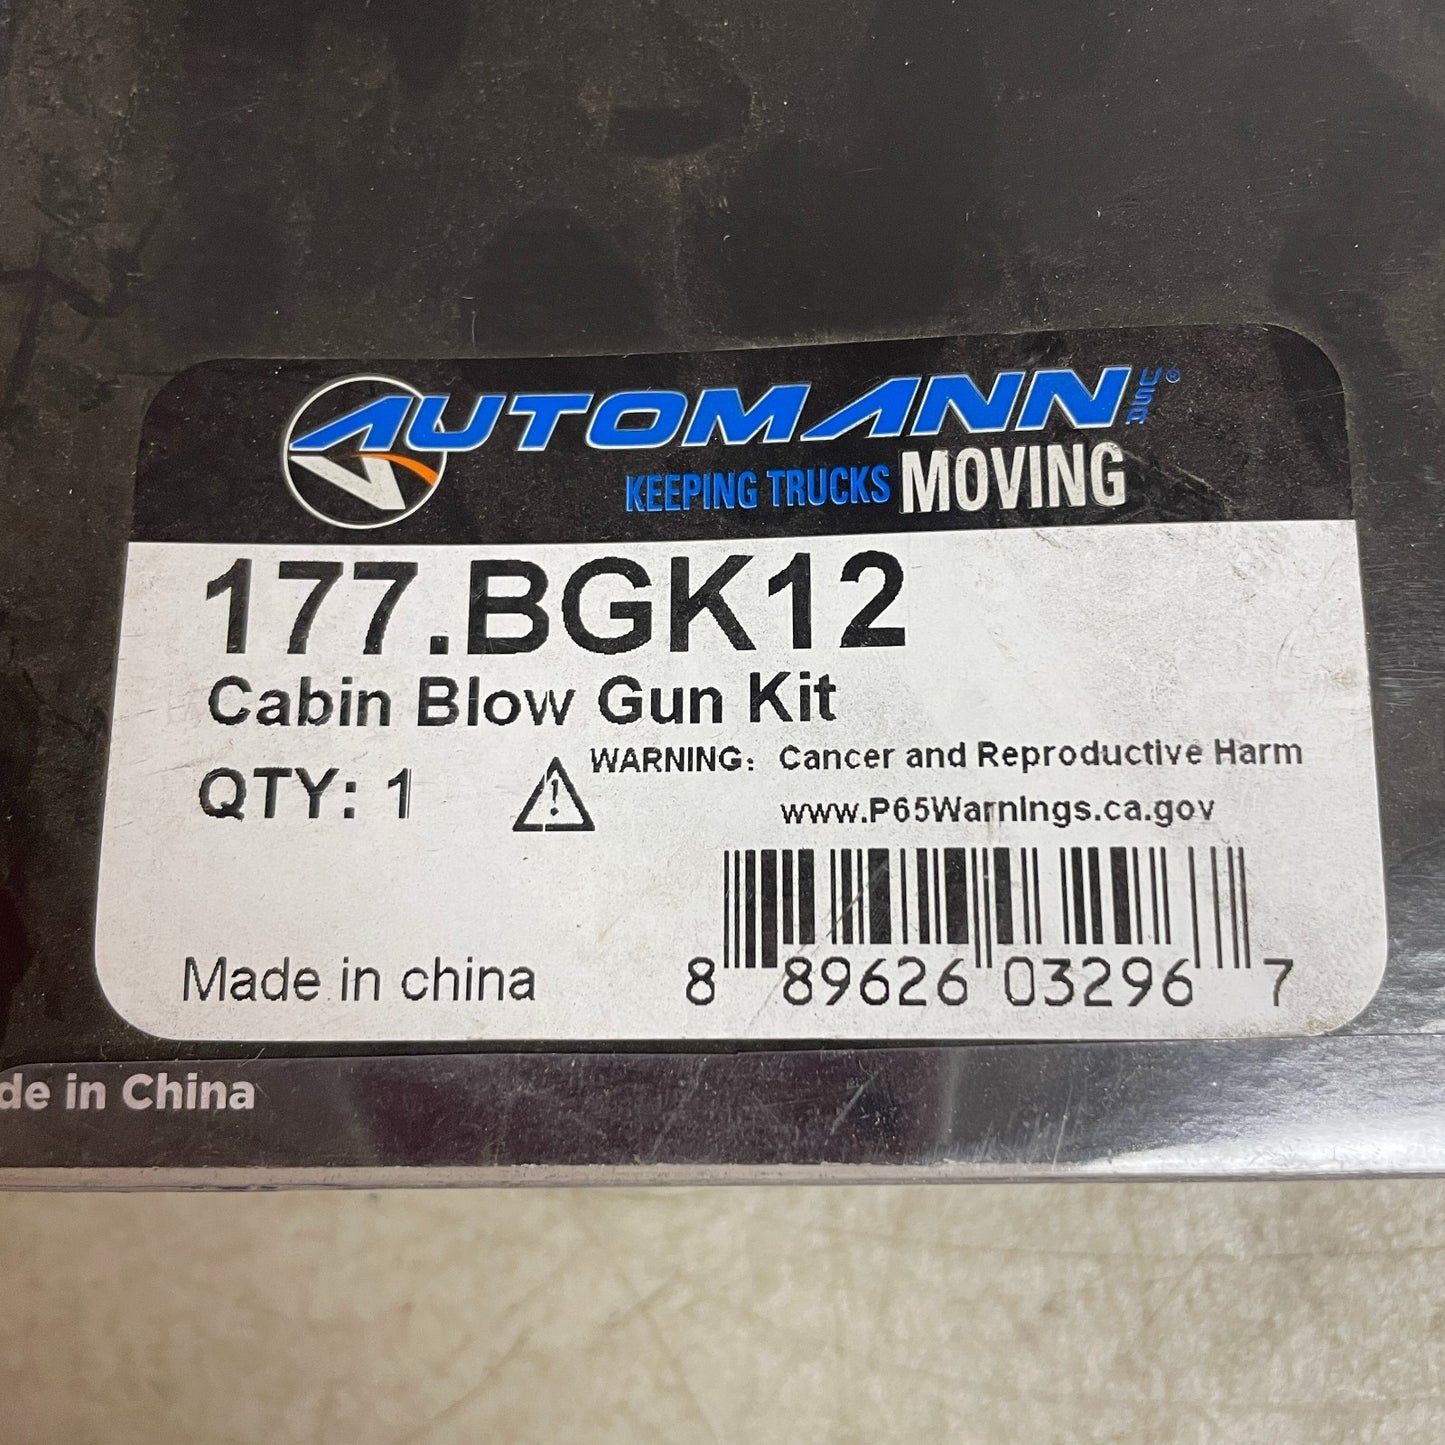 AUTOMANN USA®
KEEPING TRUCKS MOVING
177.BGK12
Cabin Blow Gun Kit
QTY: 1
WARNING: Cancer and Reproductive Harm
www.P65Warnings.ca.gov
Made in china
8 89626 03296 7
de in China